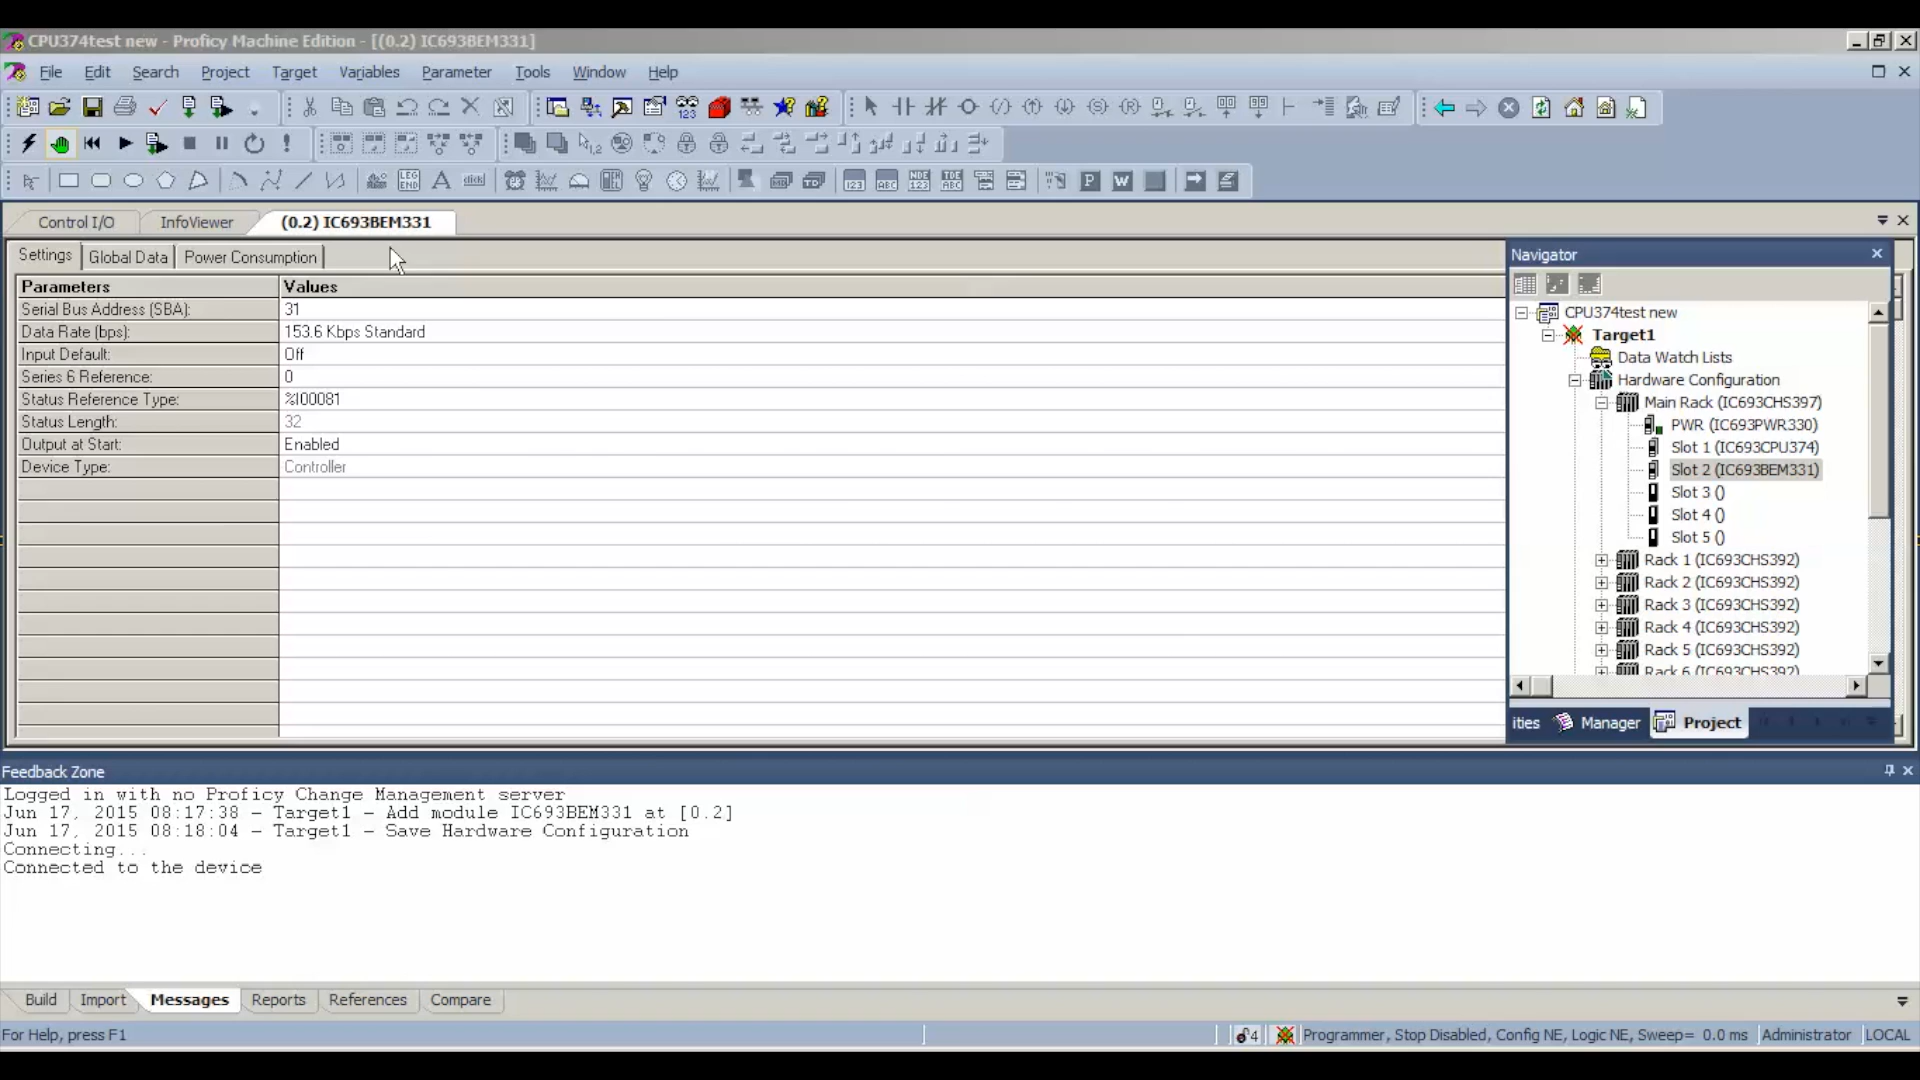 CPU374test new - Proficy Machine Edition - [(0.2) IC693BEM331]
File Edit Search Project Target Variables Parameter Tools Window Help
Control I/O InfoViewer (0.2) IC693BEM331
Settings Global Data Power Consumption
Parameters Values
Serial Bus Address (SBA): 31
Data Rate (bps): 153.6 Kbps Standard
Input Default: Off
Series 6 Reference: 0
Status Reference Type: %I00081
Status Length: 32
Output at Start: Enabled
Device Type: Controller
Navigator
CPU374test new
Target1
Data Watch Lists
Hardware Configuration
Main Rack (IC693CHS397)
PWR (IC693PWR330)
Slot 1 (IC693CPU374)
Slot 2 (IC693BEM331)
Slot 3 ()
Slot 4 ()
Slot 5 ()
Rack 1 (IC693CHS392)
Rack 2 (IC693CHS392)
Rack 3 (IC693CHS392)
Rack 4 (IC693CHS392)
Rack 5 (IC693CHS392)
Rack 6 (IC693CHS392)
ities Manager Project
Feedback Zone
Logged in with no Proficy Change Management server
Jun 17, 2015 08:17:38 - Target1 - Add module IC693BEM331 at [0.2]
Jun 17, 2015 08:18:04 - Target1 - Save Hardware Configuration
Connecting...
Connected to the device
Build Import Messages Reports References Compare
For Help, press F1
4 Programmer, Stop Disabled, Config NE, Logic NE, Sweep= 0.0 ms Administrator LOCAL